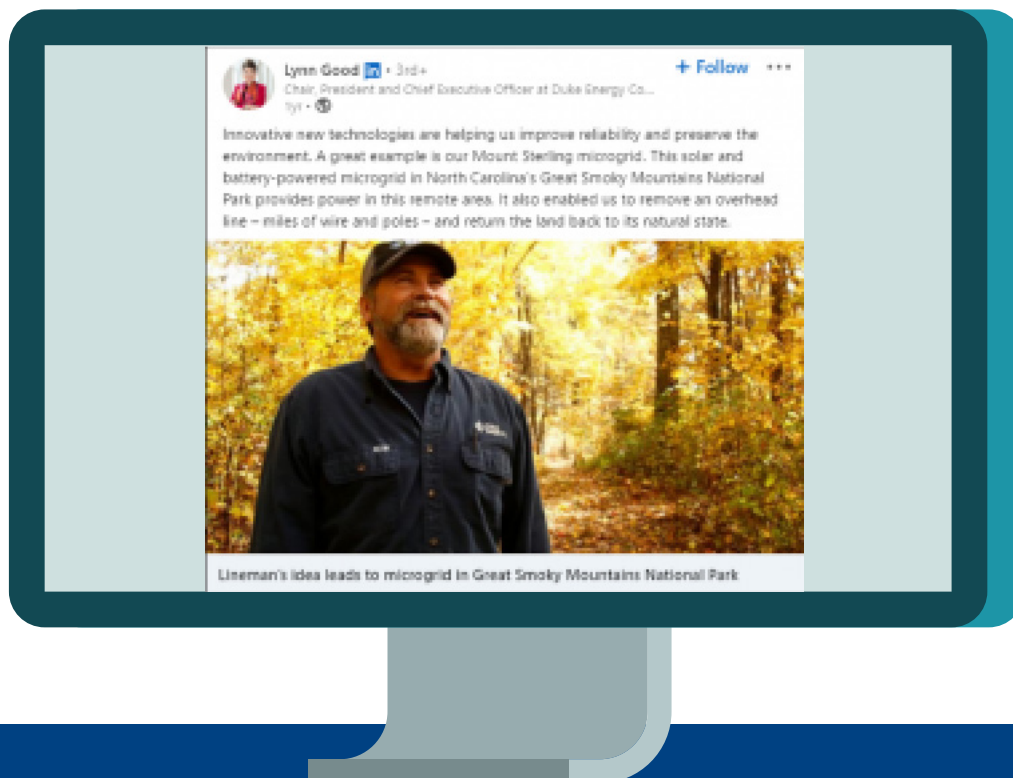 Lynn Good in • 3rd+
+ Follow •••
Chair, President and Chief Executive Officer at Duke Energy Co...
1yr •
Innovative new technologies are helping us improve reliability and preserve the
environment. A great example is our Mount Sterling microgrid. This solar and
battery-powered microgrid in North Carolina's Great Smoky Mountains National
Park provides power in this remote area. It also enabled us to remove an overhead
line – miles of wire and poles – and return the land back to its natural state.
Lineman's idea leads to microgrid in Great Smoky Mountains National Park